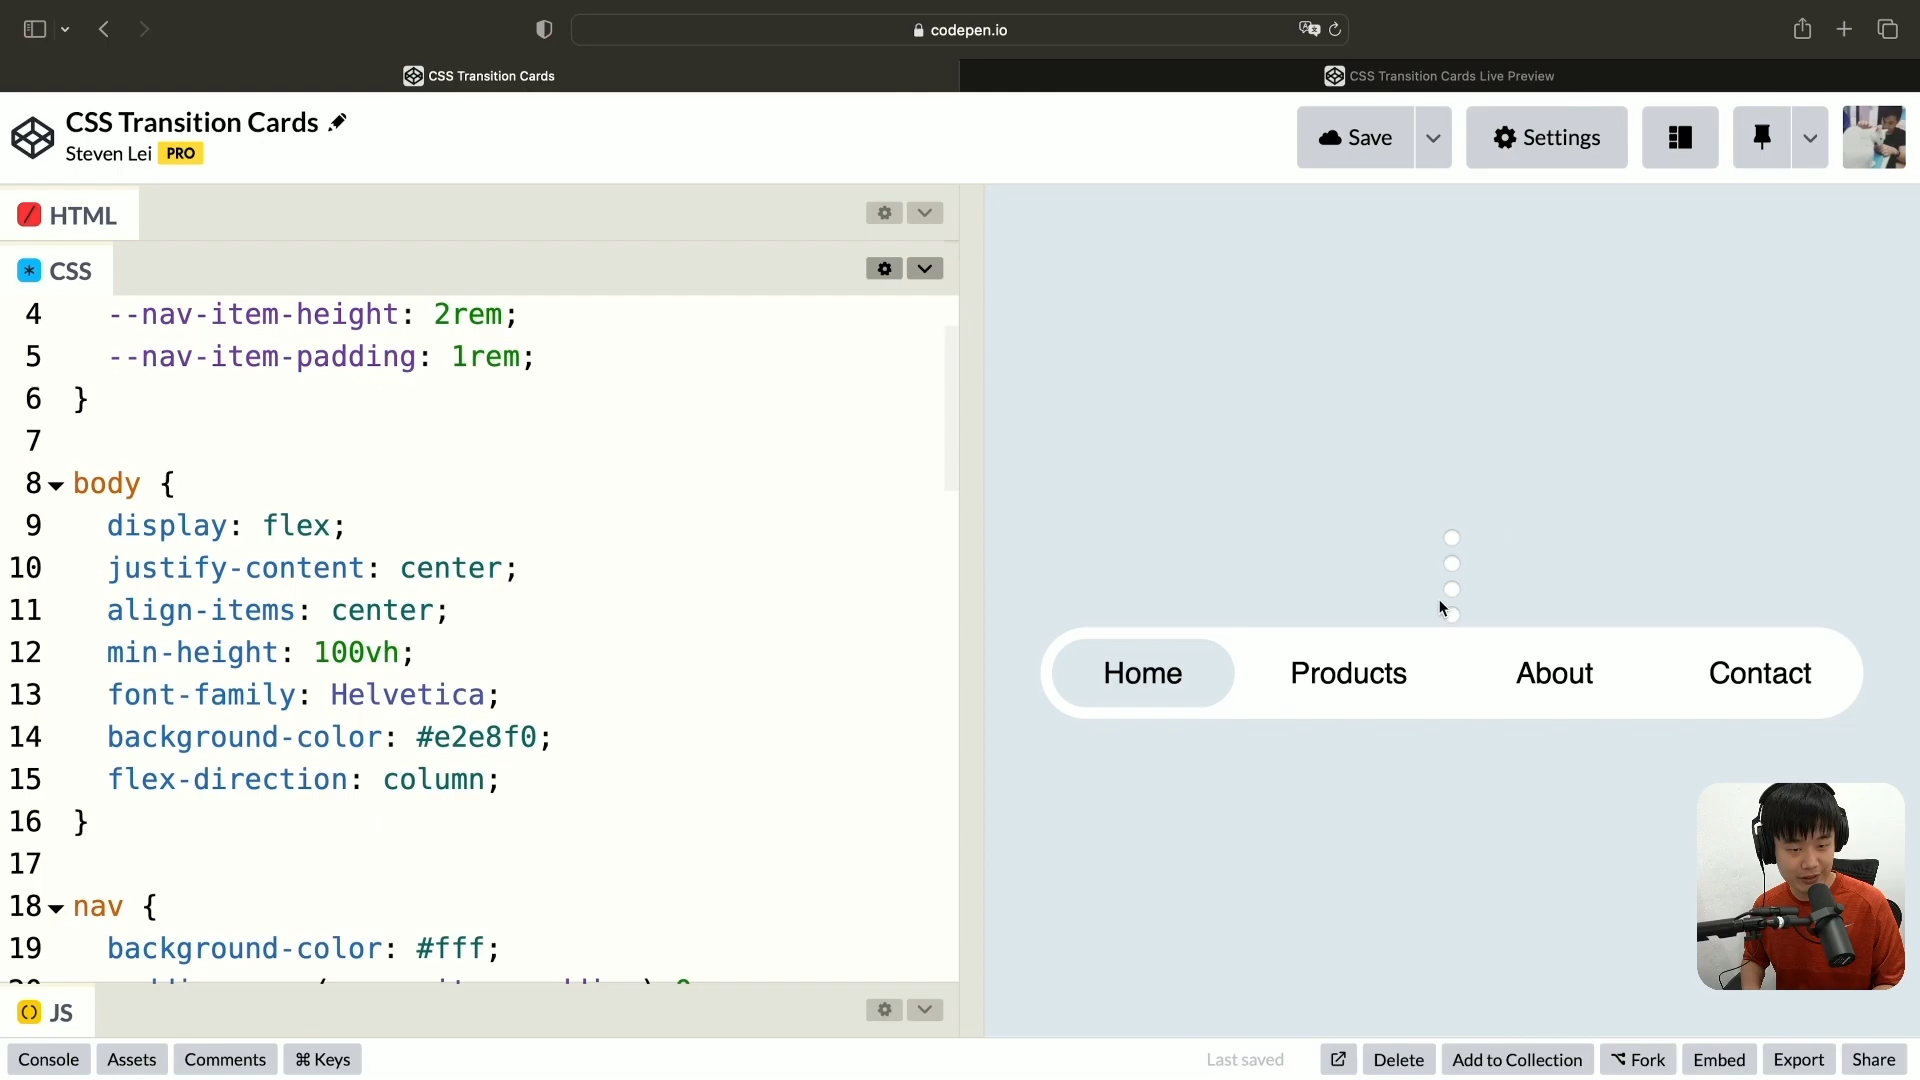 codepen.io
CSS Transition Cards
CSS Transition Cards Live Preview
CSS Transition Cards
Steven Lei PRO
Save
Settings
HTML
CSS
4 --nav-item-height: 2rem;
5 --nav-item-padding: 1rem;
6 }
7
8 body {
9 display: flex;
10 justify-content: center;
11 align-items: center;
12 min-height: 100vh;
13 font-family: Helvetica;
14 background-color: #e2e8f0;
15 flex-direction: column;
16 }
17
18 nav {
19 background-color: #fff;
Home
Products
About
Contact
JS
Console
Assets
Comments
⌘ Keys
Last saved
Delete
Add to Collection
Fork
Embed
Export
Share